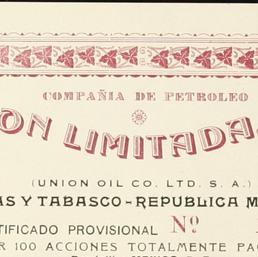 COMPAÑIA DE PETROLEO
ON LIMITADA
(UNION OIL CO. LTD. S. A.)
AS Y TABASCO-REPUBLICA M
TIFICADO PROVISIONAL Nº
R 100 ACCIONES TOTALMENTE PA